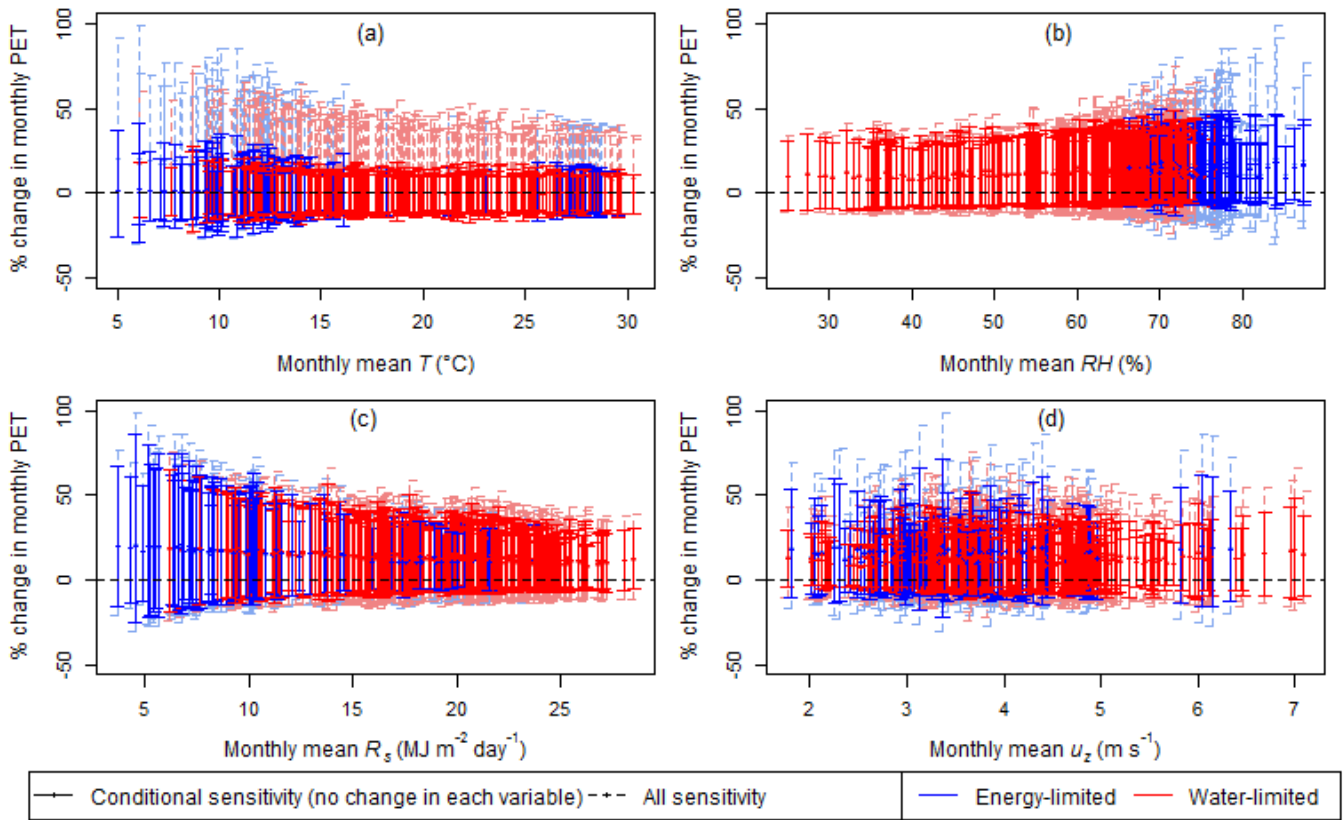 (a)
% change in monthly PET
100
50
0
-50
5 10 15 20 25 30
Monthly mean T (°C)
(b)
% change in monthly PET
100
50
0
-50
30 40 50 60 70 80
Monthly mean RH (%)
(c)
% change in monthly PET
100
50
0
-50
5 10 15 20 25
Monthly mean R_s (MJ m⁻² day⁻¹)
(d)
% change in monthly PET
100
50
0
-50
2 3 4 5 6 7
Monthly mean u_z (m s⁻¹)
Conditional sensitivity (no change in each variable) All sensitivity
Energy-limited Water-limited